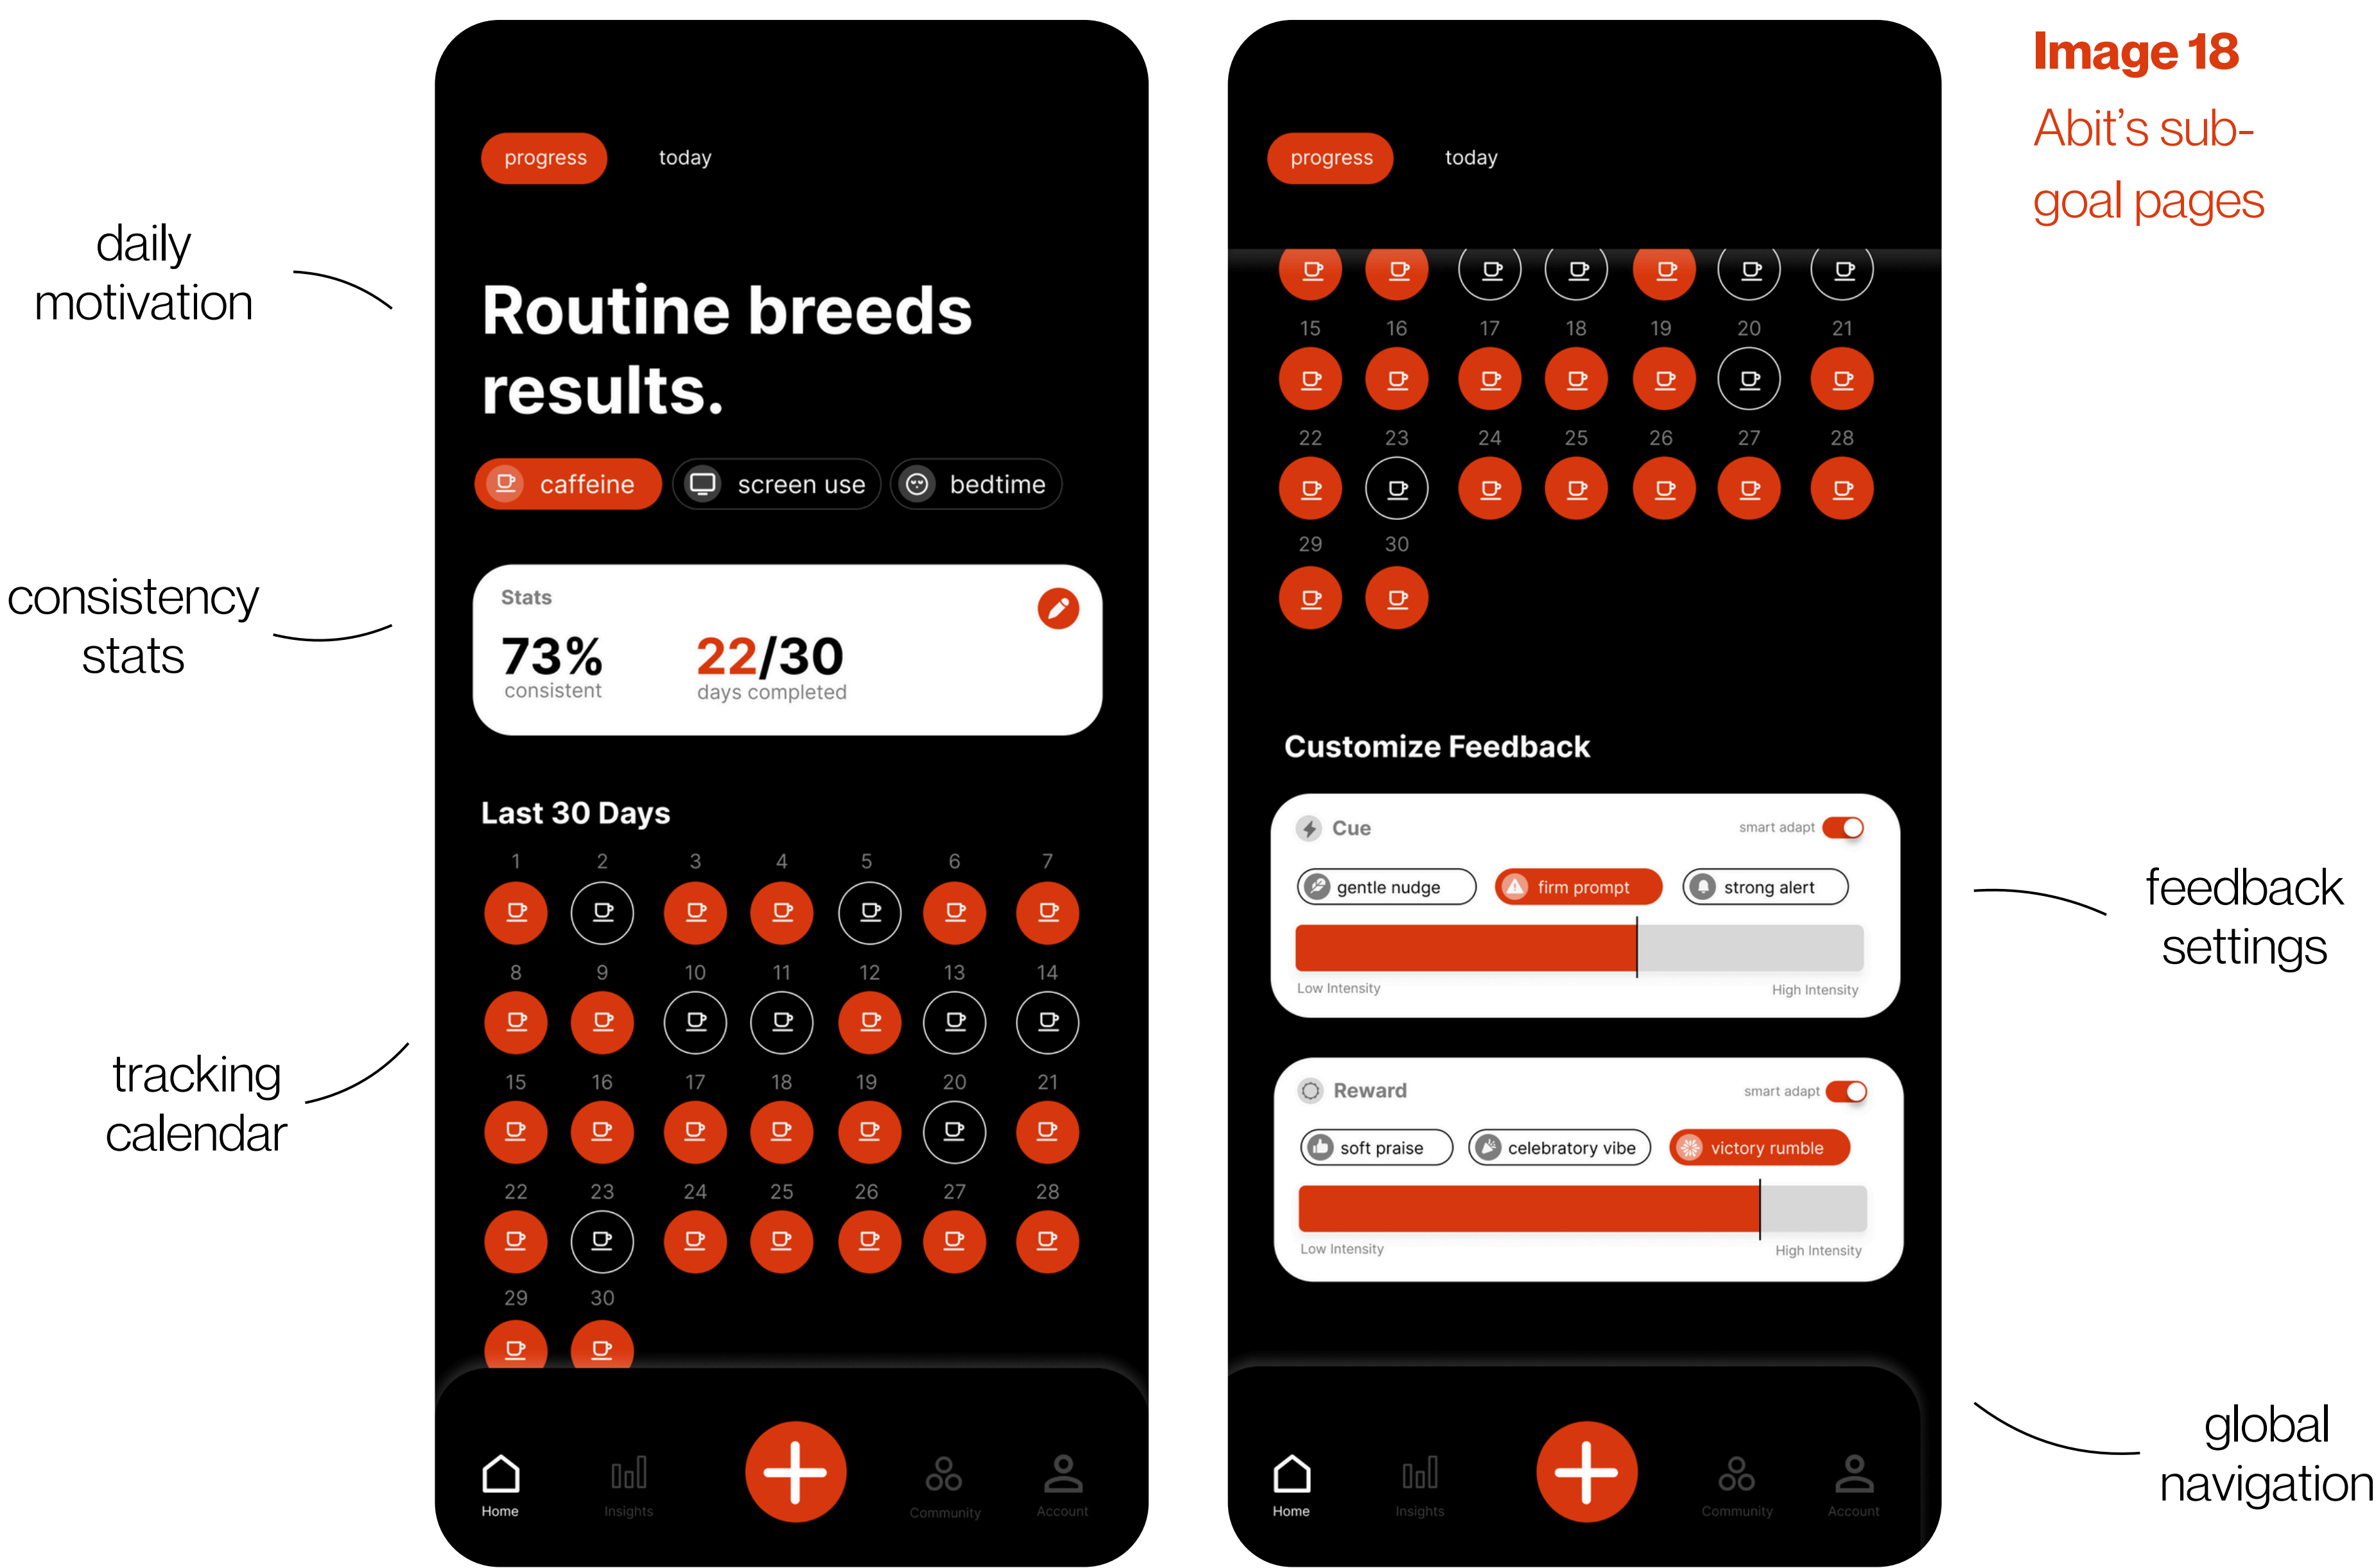 Image 18
Abit's sub-
goal pages
daily
motivation
consistency
stats
tracking
calendar
progress today
Routine breeds
results.
caffeine screen use bedtime
Stats
73% 22/30
consistent days completed
Last 30 Days
1 2 3 4 5 6 7
8 9 10 11 12 13 14
15 16 17 18 19 20 21
22 23 24 25 26 27 28
29 30
Home Insights Community Account
progress today
15 16 17 18 19 20 21
22 23 24 25 26 27 28
29 30
Customize Feedback
Cue smart adapt
gentle nudge firm prompt strong alert
Low Intensity High Intensity
Reward smart adapt
soft praise celebratory vibe victory rumble
Low Intensity High Intensity
Home Insights Community Account
feedback
settings
global
navigation